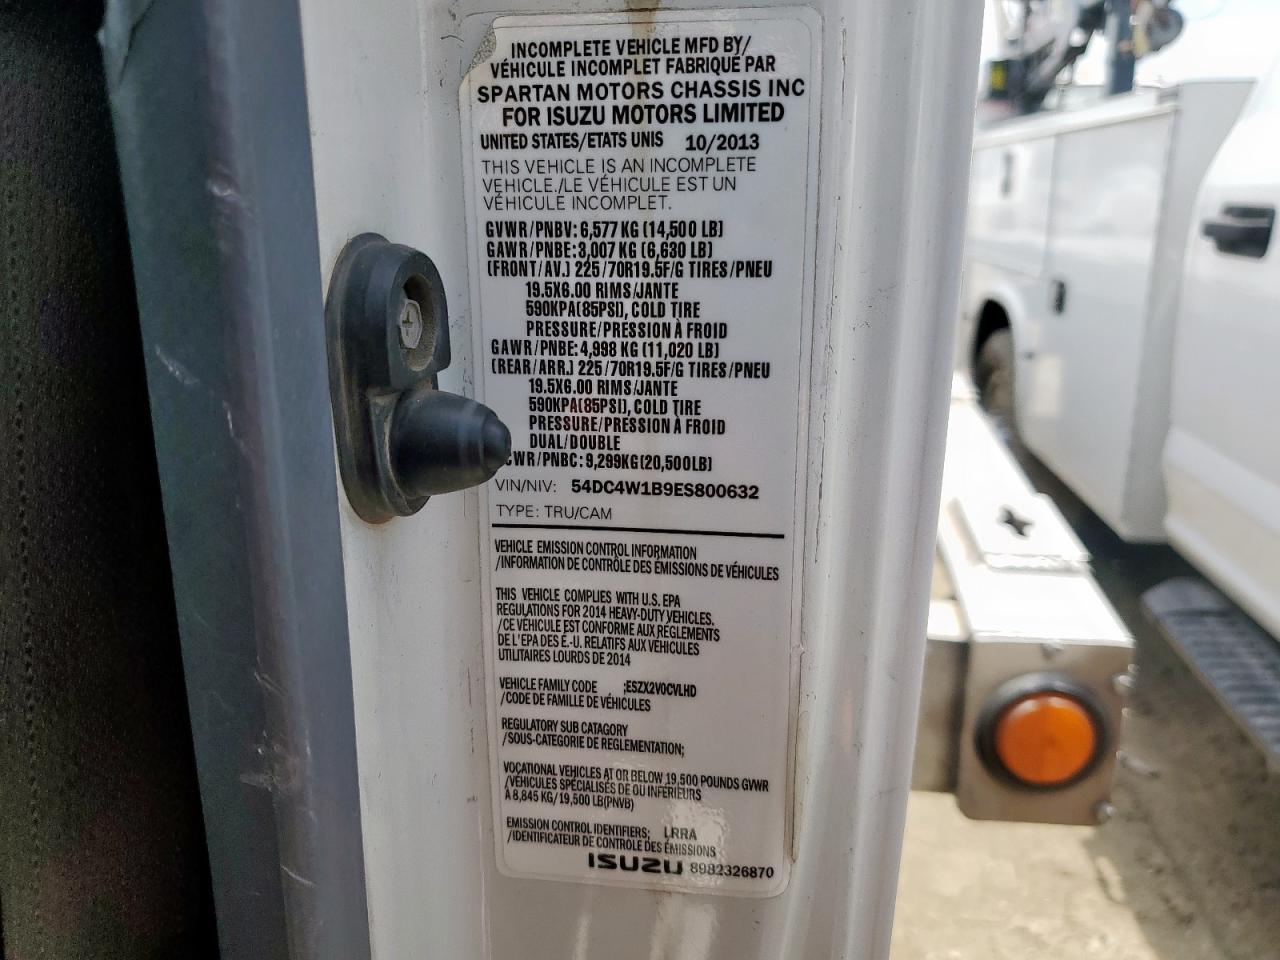 INCOMPLETE VEHICLE MFD BY/
VÉHICULE INCOMPLET FABRIQUÉ PAR
SPARTAN MOTORS CHASSIS INC
FOR ISUZU MOTORS LIMITED
UNITED STATES/ETATS UNIS 10/2013
THIS VEHICLE IS AN INCOMPLETE
VEHICLE./LE VÉHICULE EST UN
VÉHICULE INCOMPLET.
GVWR/PNBV: 6,577 KG (14,500 LB)
GAWR/PNBE: 3,007 KG (6,630 LB)
(FRONT/AV.) 225/70R19.5F/G TIRES/PNEU
19.5X6.00 RIMS/JANTE
590KPA(85PSI), COLD TIRE
PRESSURE/PRESSION À FROID
GAWR/PNBE: 4,998 KG (11,020 LB)
(REAR/ARR.) 225/70R19.5F/G TIRES/PNEU
19.5X6.00 RIMS/JANTE
590KPA(85PSI), COLD TIRE
PRESSURE/PRESSION À FROID
DUAL/DOUBLE
CWR/PNBC: 9,299KG(20,500LB)
VIN/NIV: 54DC4W1B9ES800632
TYPE: TRU/CAM
VEHICLE EMISSION CONTROL INFORMATION
/INFORMATION DE CONTRÔLE DES ÉMISSIONS DE VÉHICULES
THIS VEHICLE COMPLIES WITH U.S. EPA
REGULATIONS FOR 2014 HEAVY-DUTY VEHICLES.
/CE VÉHICULE EST CONFORME AUX RÈGLEMENTS
DE L'EPA DES É.-U. RELATIFS AUX VÉHICULES
UTILITAIRES LOURDS DE 2014
VEHICLE FAMILY CODE ;ESZX2VOCVLHD
/CODE DE FAMILLE DE VÉHICULES
REGULATORY SUB CATAGORY
/SOUS-CATEGORIE DE REGLEMENTATION;
VOCATIONAL VEHICLES AT OR BELOW 19,500 POUNDS GVWR
/VÉHICULES SPÉCIALISÉS DE OU INFÉRIEURS
À 8,845 KG/19,500 LB(PNVB)
EMISSION CONTROL IDENTIFIERS; LRRA
/IDENTIFICATEUR DE CONTRÔLE DES ÉMISSIONS
ISUZU 8982326870